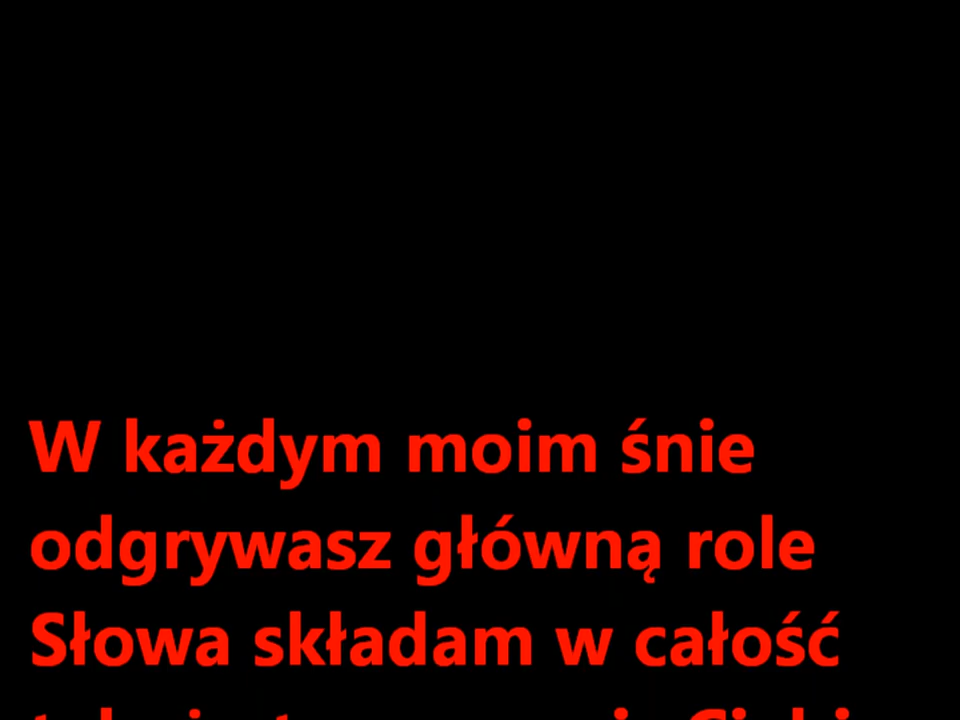 W każdym moim śnie
odgrywasz główną role
Słowa składam w całość